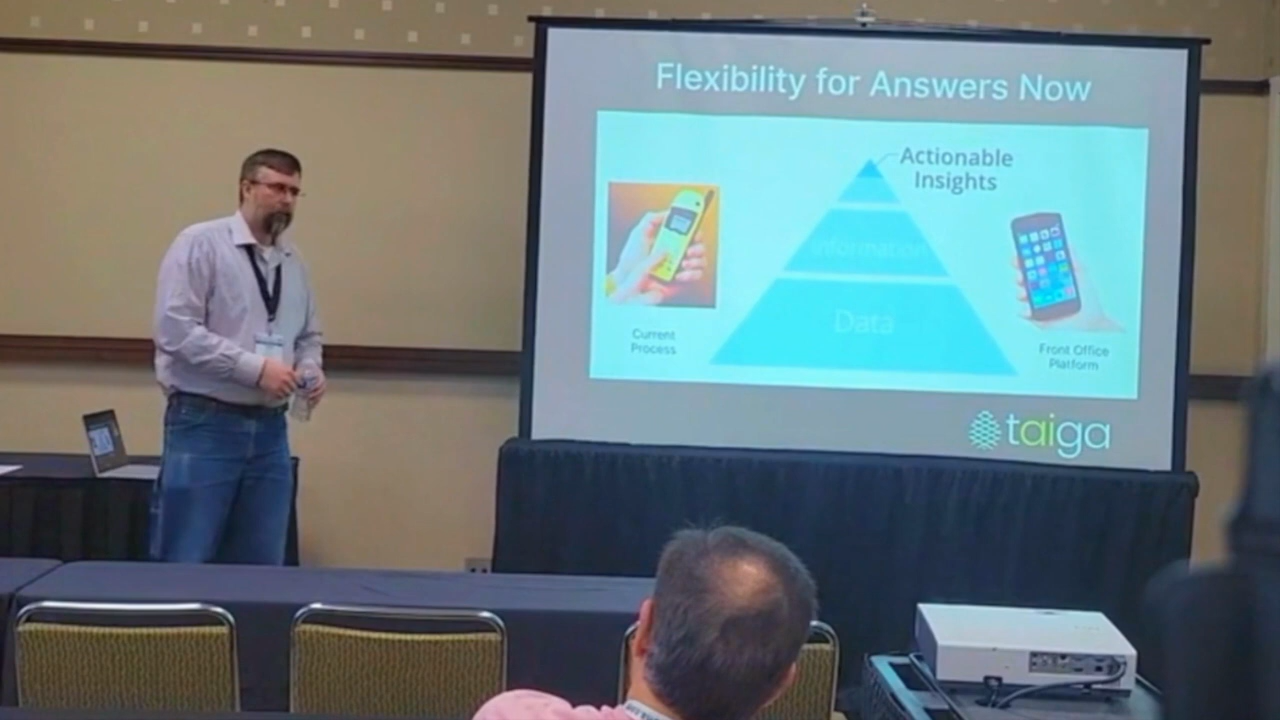 Flexibility for Answers Now
Actionable
Insights
Information
Data
Current
Process
Front Office
Platform
taiga